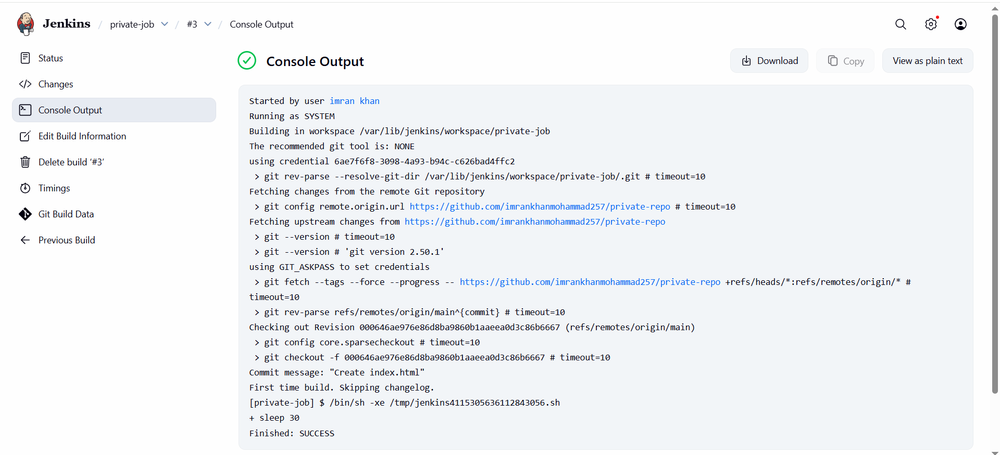 Jenkins / private-job / #3 / Console Output
Status
Changes
Console Output
Edit Build Information
Delete build ‘#3’
Timings
Git Build Data
Previous Build
Console Output
Download
Copy
View as plain text
Started by user imran khan
Running as SYSTEM
Building in workspace /var/lib/jenkins/workspace/private-job
The recommended git tool is: NONE
using credential 6ae7f6f8-3098-4a93-b94c-c626bad4ffc2
> git rev-parse --resolve-git-dir /var/lib/jenkins/workspace/private-job/.git # timeout=10
Fetching changes from the remote Git repository
> git config remote.origin.url https://github.com/imrankhanmohammad257/private-repo # timeout=10
Fetching upstream changes from https://github.com/imrankhanmohammad257/private-repo
> git --version # timeout=10
> git --version # 'git version 2.50.1'
using GIT_ASKPASS to set credentials
> git fetch --tags --force --progress -- https://github.com/imrankhanmohammad257/private-repo +refs/heads/*:refs/remotes/origin/* #
timeout=10
> git rev-parse refs/remotes/origin/main^{commit} # timeout=10
Checking out Revision 000646ae976e86d8ba9860b1aaeea0d3c86b6667 (refs/remotes/origin/main)
> git config core.sparsecheckout # timeout=10
> git checkout -f 000646ae976e86d8ba9860b1aaeea0d3c86b6667 # timeout=10
Commit message: "Create index.html"
First time build. Skipping changelog.
[private-job] $ /bin/sh -xe /tmp/jenkins4115305636112843056.sh
+ sleep 30
Finished: SUCCESS